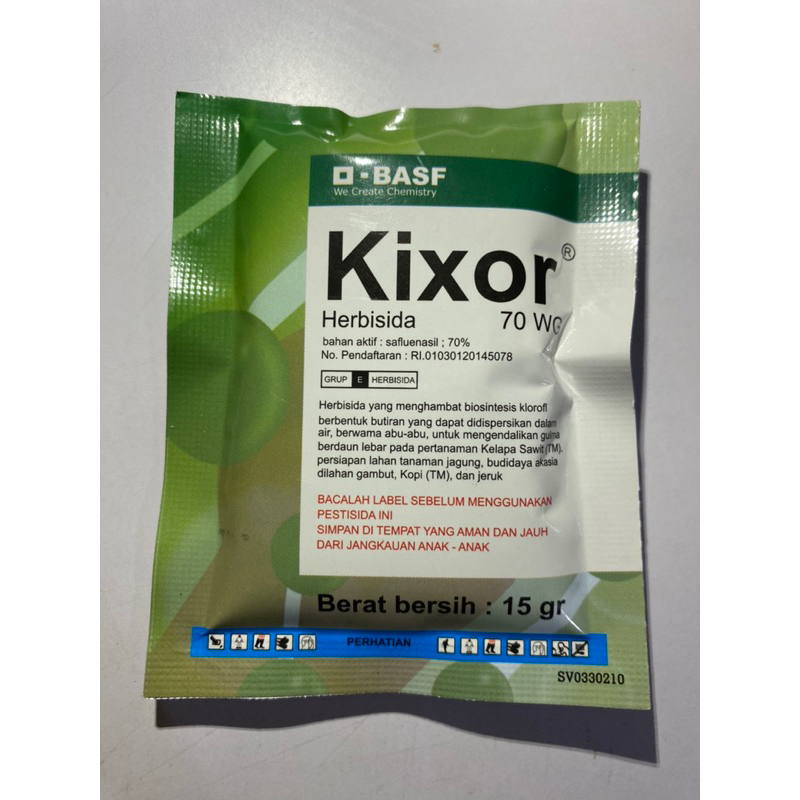 BASF
We Create Chemistry
Kixor®
Herbisida 70 WG
bahan aktif : safluenasil ; 70%
No. Pendaftaran : RI.01030120145078
GRUP E HERBISIDA
Herbisida yang menghambat biosintesis klorofl
berbentuk butiran yang dapat didispersikan dalam
air, berwama abu-abu, untuk mengendalikan gulma
berdaun lebar pada pertanaman Kelapa Sawit (TM).
persiapan lahan tanaman jagung, budidaya akasia
dilahan gambut, Kopi (TM), dan jeruk
BACALAH LABEL SEBELUM MENGGUNAKAN
PESTISIDA INI
SIMPAN DI TEMPAT YANG AMAN DAN JAUH
DARI JANGKAUAN ANAK - ANAK
Berat bersih : 15 gr
PERHATIAN
SV0330210